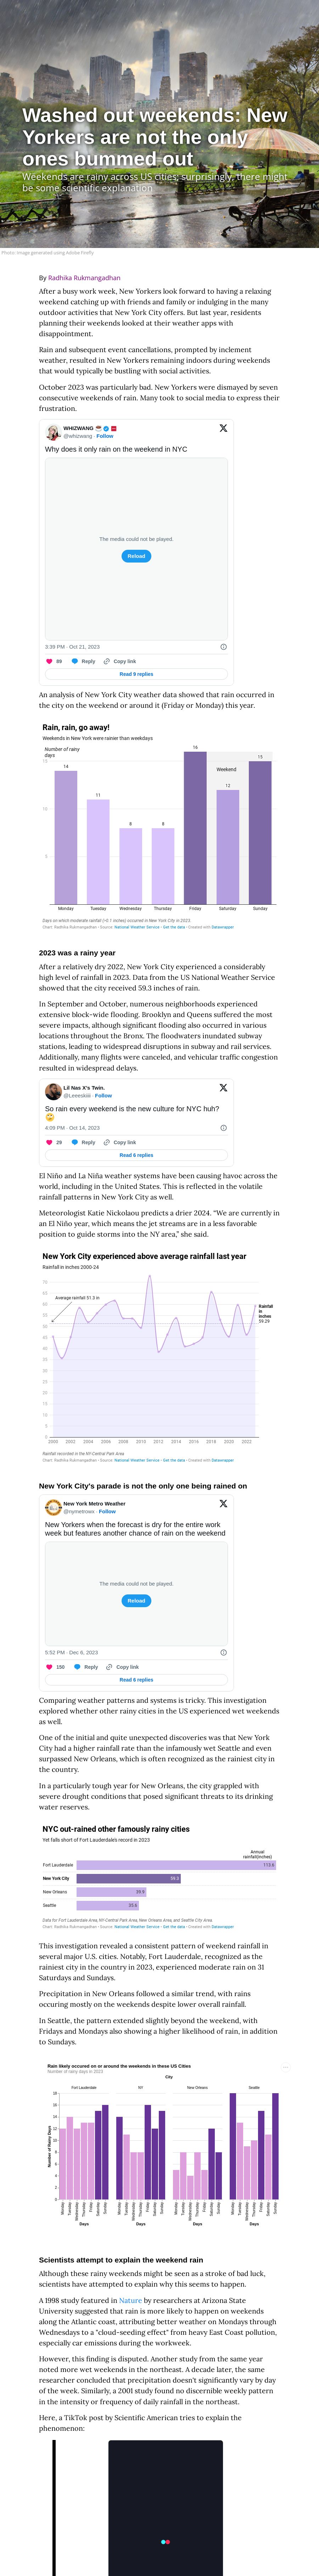 Washed out weekends: New
Yorkers are not the only
ones bummed out
Weekends are rainy across US cities; surprisingly, there might
be some scientific explanation
Photo: Image generated using Adobe Firefly
By Radhika Rukmangadhan
After a busy work week, New Yorkers look forward to having a relaxing
weekend catching up with friends and family or indulging in the many
outdoor activities that New York City offers. But last year, residents
planning their weekends looked at their weather apps with
disappointment.
Rain and subsequent event cancellations, prompted by inclement
weather, resulted in New Yorkers remaining indoors during weekends
that would typically be bustling with social activities.
October 2023 was particularly bad. New Yorkers were dismayed by seven
consecutive weekends of rain. Many took to social media to express their
frustration.
WHIZWANG
@whizwang · Follow
Why does it only rain on the weekend in NYC
The media could not be played.
Reload
3:39 PM · Oct 21, 2023
89 Reply Copy link
Read 9 replies
An analysis of New York City weather data showed that rain occurred in
the city on the weekend or around it (Friday or Monday) this year.
Rain, rain, go away!
Weekends in New York were rainier than weekdays
Number of rainy
days
15
10
5
14
11
8
8
16
12
15
Weekend
Monday Tuesday Wednesday Thursday Friday Saturday Sunday
Days on which moderate rainfall (>0.1 inches) occurred in New York City in 2023.
Chart: Radhika Rukmangadhan · Source: National Weather Service · Get the data · Created with Datawrapper
2023 was a rainy year
After a relatively dry 2022, New York City experienced a considerably
high level of rainfall in 2023. Data from the US National Weather Service
showed that the city received 59.3 inches of rain.
In September and October, numerous neighborhoods experienced
extensive block-wide flooding. Brooklyn and Queens suffered the most
severe impacts, although significant flooding also occurred in various
locations throughout the Bronx. The floodwaters inundated subway
stations, leading to widespread disruptions in subway and rail services.
Additionally, many flights were canceled, and vehicular traffic congestion
resulted in widespread delays.
Lil Nas X's Twin.
· Follow
So rain every weekend is the new culture for NYC huh?
4:09 PM · Oct 14, 2023
29 Reply Copy link
Read 6 replies
El Niño and La Niña weather systems have been causing havoc across the
world, including in the United States. This is reflected in the volatile
rainfall patterns in New York City as well.
Meteorologist Katie Nickolaou predicts a drier 2024. “We are currently in
an El Niño year, which means the jet streams are in a less favorable
position to guide storms into the NY area,” she said.
New York City experienced above average rainfall last year
Rainfall in inches 2000-24
70
65
60
55
50
45
40
35
30
25
20
15
10
5
0
Average rainfall 51.3 in
Rainfall
in
inches
59.29
2000 2002 2004 2006 2008 2010 2012 2014 2016 2018 2020 2022
Rainfall recorded in the NY-Central Park Area
Chart: Radhika Rukmangadhan · Source: National Weather Service · Get the data · Created with Datawrapper
New York City's parade is not the only one being rained on
New York Metro Weather
@nymetrowx · Follow
New Yorkers when the forecast is dry for the entire work
week but features another chance of rain on the weekend
The media could not be played.
Reload
5:52 PM · Dec 6, 2023
150 Reply Copy link
Read 6 replies
Comparing weather patterns and systems is tricky. This investigation
explored whether other rainy cities in the US experienced wet weekends
as well.
One of the initial and quite unexpected discoveries was that New York
City had a higher rainfall rate than the infamously wet Seattle and even
surpassed New Orleans, which is often recognized as the rainiest city in
the country.
In a particularly tough year for New Orleans, the city grappled with
severe drought conditions that posed significant threats to its drinking
water reserves.
NYC out-rained other famously rainy cities
Yet falls short of Fort Lauderdale's record in 2023
Annual
rainfall(inches)
Fort Lauderdale 113.6
New York City 59.3
New Orleans 39.8
Seattle 35.6
Data for Fort Lauderdale Area, NY-Central Park Area, New Orleans Area, and Seattle City Area.
Chart: Radhika Rukmangadhan · Source: National Weather Service · Get the data · Created with Datawrapper
This investigation revealed a consistent pattern of weekend rainfall in
several major U.S. cities. Notably, Fort Lauderdale, recognized as the
rainiest city in the country in 2023, experienced moderate rain on 31
Saturdays and Sundays.
Precipitation in New Orleans followed a similar trend, with rains
occuring mostly on the weekends despite lower overall rainfall.
In Seattle, the pattern extended slightly beyond the weekend, with
Fridays and Mondays also showing a higher likelihood of rain, in addition
to Sundays.
Rain likely occured on or around the weekends in these US Cities
Number of rainy days in 2023
City
Fort Lauderdale NY New Orleans Seattle
Number of Rainy Days
18
16
14
12
10
8
6
4
2
0
Monday Tuesday Wednesday Thursday Friday Saturday Sunday
Monday Tuesday Wednesday Thursday Friday Saturday Sunday
Monday Tuesday Wednesday Thursday Friday Saturday Sunday
Monday Tuesday Wednesday Thursday Friday Saturday Sunday
Days Days Days Days
Scientists attempt to explain the weekend rain
Although these rainy weekends might be seen as a stroke of bad luck,
scientists have attempted to explain why this seems to happen.
A 1998 study featured in Nature by researchers at Arizona State
University suggested that rain is more likely to happen on weekends
along the Atlantic coast, attributing better weather on Mondays through
Wednesdays to a "cloud-seeding effect" from heavy East Coast pollution,
especially car emissions during the workweek.
However, this finding is disputed. Another study from the same year
noted more wet weekends in the northeast. A decade later, the same
researcher concluded that precipitation doesn't significantly vary by day
of the week. Similarly, a 2001 study found no discernible weekly pattern
in the intensity or frequency of daily rainfall in the northeast.
Here, a TikTok post by Scientific American tries to explain the
phenomenon: